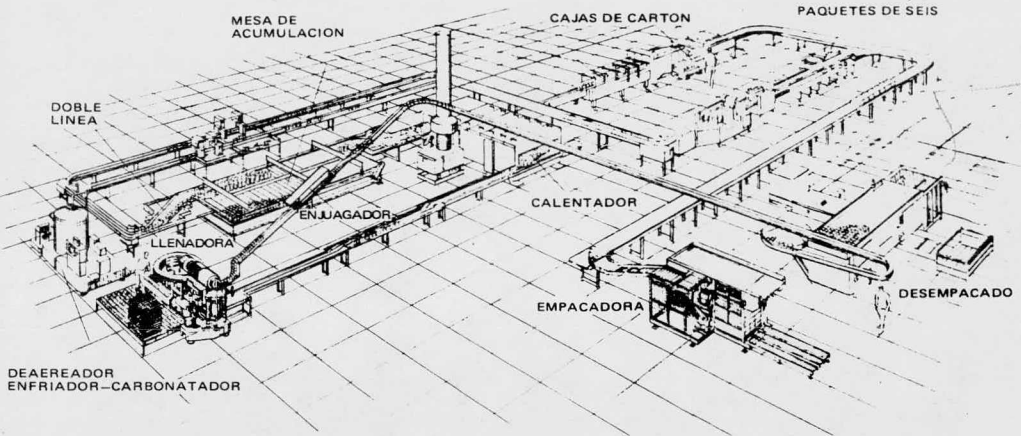 MESA DE
ACUMULACION
CAJAS DE CARTON
PAQUETES DE SEIS
DOBLE
LINEA
ENJUAGADOR
CALENTADOR
LLENADORA
EMPACADORA
DESEMPACADO
DEAEREADOR
ENFRIADOR-CARBONATADOR